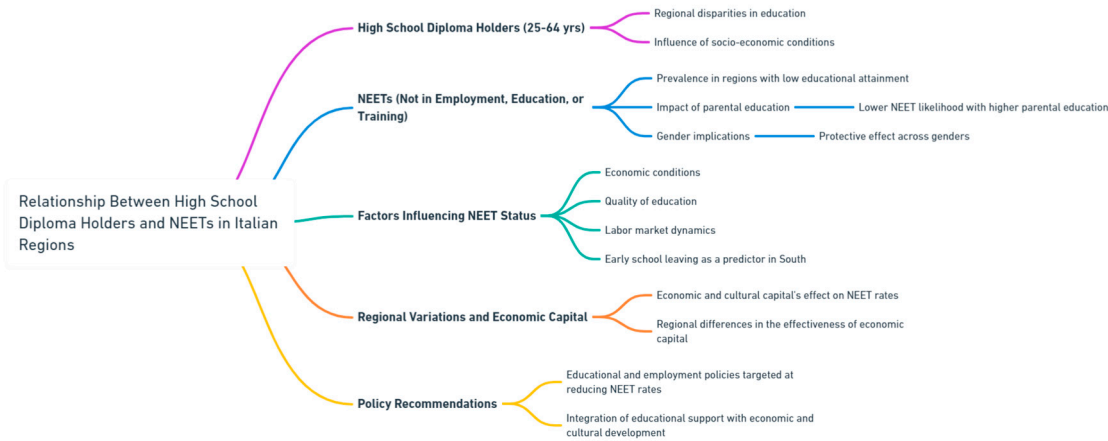 Relationship Between High School
Diploma Holders and NEETs in Italian
Regions
High School Diploma Holders (25-64 yrs)
Regional disparities in education
Influence of socio-economic conditions
NEETs (Not in Employment, Education, or
Training)
Prevalence in regions with low educational attainment
Impact of parental education
Lower NEET likelihood with higher parental education
Gender implications
Protective effect across genders
Factors Influencing NEET Status
Economic conditions
Quality of education
Labor market dynamics
Early school leaving as a predictor in South
Regional Variations and Economic Capital
Economic and cultural capital's effect on NEET rates
Regional differences in the effectiveness of economic
capital
Policy Recommendations
Educational and employment policies targeted at
reducing NEET rates
Integration of educational support with economic and
cultural development